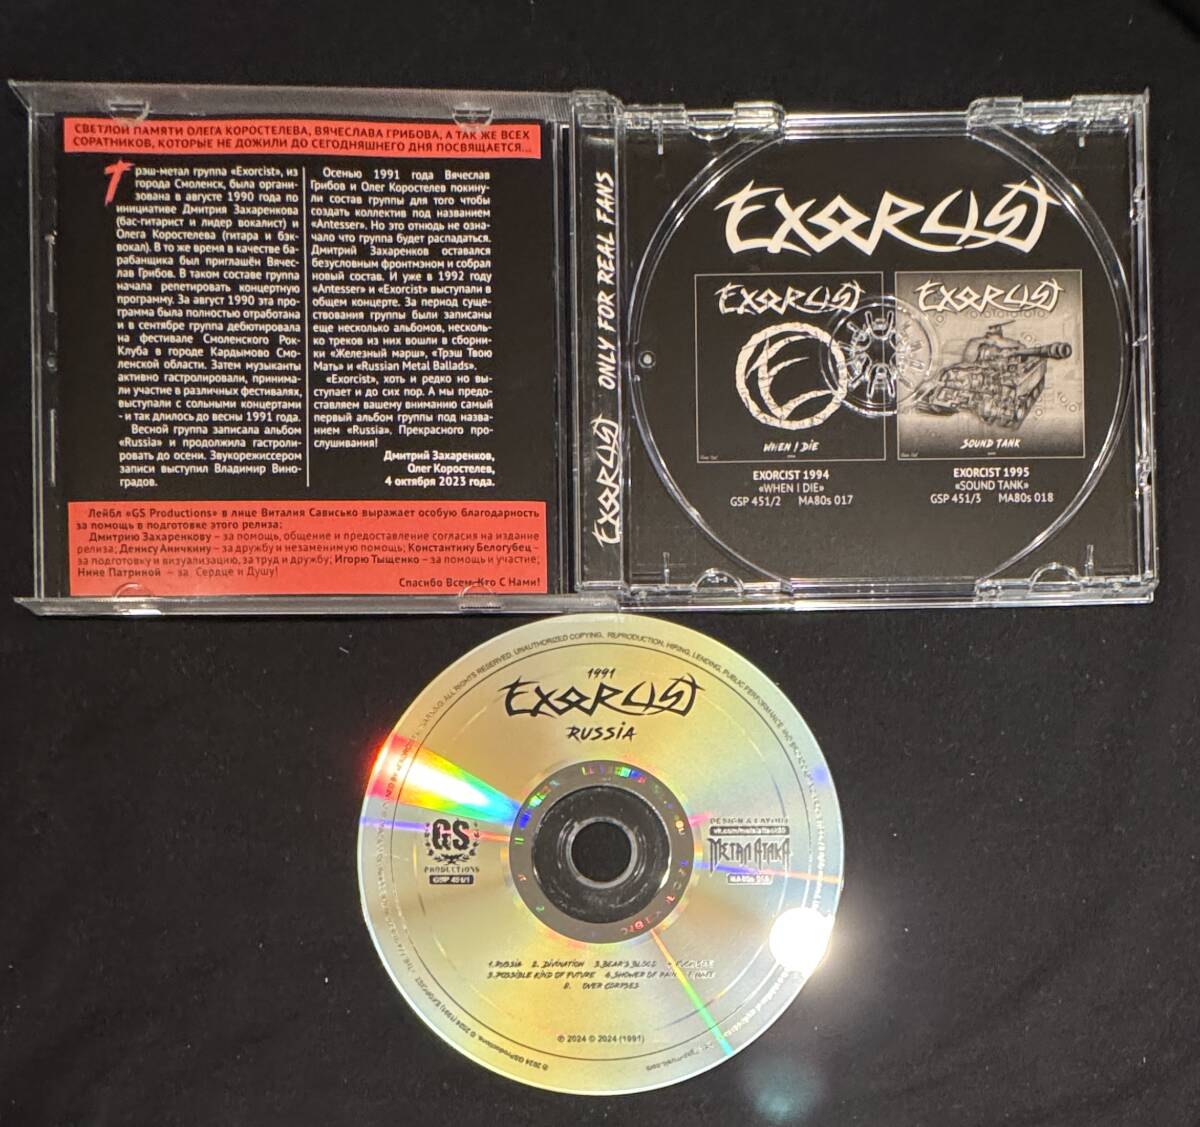 СВЕТЛОЙ ПАМЯТИ ОЛЕГА КОРОСТЕЛЕВА, ВЯЧЕСЛАВА ГРИБОВА, А ТАК ЖЕ ВСЕХ
СОРАТНИКОВ, КОТОРЫЕ НЕ ДОЖИЛИ ДО СЕГОДНЯШНЕГО ДНЯ ПОСВЯЩАЕТСЯ...
Трэш-метал группа «Exorcist», из
города Смоленск, была органи-
зована в августе 1990 года по
инициативе Дмитрия Захаренкова
(бас-гитарист и лидер вокалист) и
Олега Коростелева (гитара и бэк-
вокал). В то же время в качестве ба-
рабанщика был приглашён Вячес-
лав Грибов. В таком составе группа
начала репетировать концертную
программу. За август 1990 эта про-
грамма была полностью отработана
и в сентябре группа дебютировала
на фестивале Смоленского Рок-
Клуба в городе Кардымово Смо-
ленской области. Затем музыканты
активно гастролировали, принима-
ли участие в различных фестивалях,
выступали с сольными концертами
- и так длилось до весны 1991 года.
Весной группа записала альбом
«Russia» и продолжила гастроли-
ровать до осени. Звукорежиссером
записи выступил Владимир Вино-
градов.
Осенью 1991 года Вячеслав
Грибов и Олег Коростелев покину-
ли состав группы для того чтобы
создать коллектив под названием
«Antesser». Но это отнюдь не озна-
чало что группа будет распадаться.
Дмитрий Захаренков оставался
безусловным фронтмэном и собрал
новый состав. И уже в 1992 году
«Antesser» и «Exorcist» выступали в
общем концерте. За период суще-
ствования группы были записаны
еще несколько альбомов, несколь-
ко треков из них вошли в сборни-
ки «Железный марш», «Трэш Твою
Мать» и «Russian Metal Ballads».
«Exorcist», хоть и редко но вы-
ступает и до сих пор. А мы предо-
ставляем вашему вниманию самый
первый альбом группы под назва-
нием «Russia». Прекрасного про-
слушивания!
Дмитрий Захаренков,
Олег Коростелев,
4 октября 2023 года.
Лейбл «GS Productions» в лице Виталия Сависько выражает особую благодарность
за помощь в подготовке этого релиза:
Дмитрию Захаренкову – за помощь, общение и предоставление согласия на издание
релиза; Денису Аничкину – за дружбу и незаменимую помощь; Константину Белогубец –
за подготовку и визуализацию, за труд и дружбу; Игорю Тыщенко – за помощь и участие;
Нине Патриной – за Сердце и Душу!
Спасибо Всем Кто С Нами!
EXORCIST ONLY FOR REAL FANS
EXORCIST
EXORCIST
WHEN I DIE
EXORCIST 1994
«WHEN I DIE»
GSP 451/2 MA80s 017
EXORCIST
SOUND TANK
EXORCIST 1995
«SOUND TANK»
GSP 451/3 MA80s 018
ALL RIGHTS RESERVED. UNAUTHORIZED COPYING, REPRODUCTION, HIRING, LENDING, PUBLIC PERFORMANCE
1991
EXORCIST
RUSSIA
GS
PRODUCTIONS
GSP 451/1
DESIGN & LAYOUT
МЕТАЛ АТАКА
1. RUSSIA 2. DIVINATION 3. BEAR'S BLOOD
5. POSSIBLE KIND OF FUTURE 6. SHOWER OF PAIN
8. OVER CORPSES
℗ 2024 © 2024 (1991)